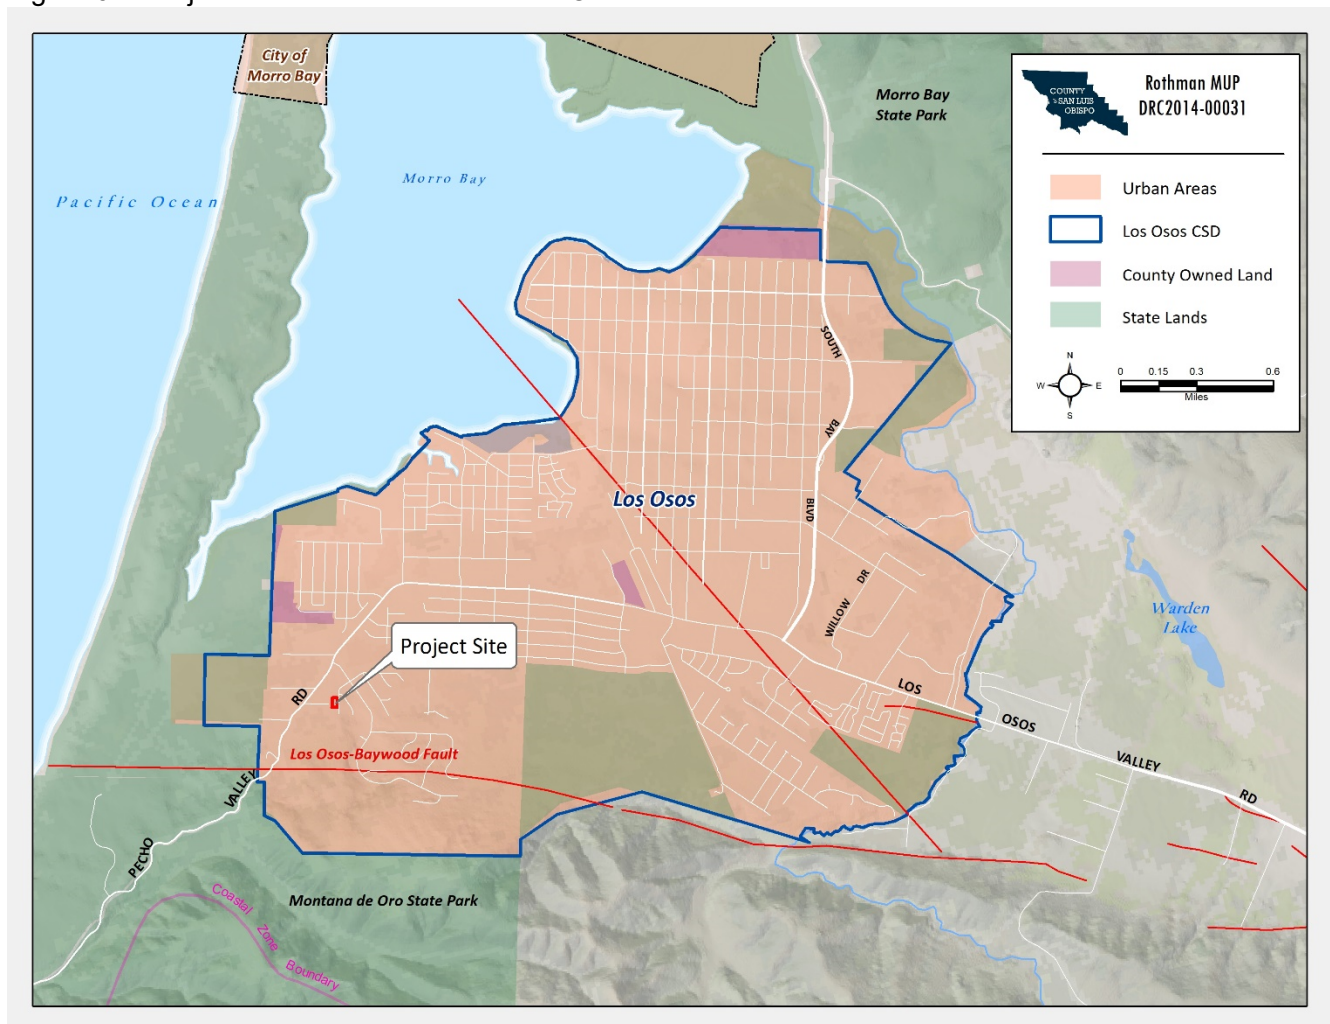 City of
Morro Bay
Morro Bay
State Park
Pacific Ocean
Morro Bay
COUNTY
OF SAN LUIS
OBISPO
Rothman MUP
DRC2014-00031
Urban Areas
Los Osos CSD
County Owned Land
State Lands
N
W
E
S
0 0.15 0.3 0.6
Miles
SOUTH
BAY
BLVD
Los Osos
WILLOW DR
Warden
Lake
Project Site
RD
LOS
OSOS
VALLEY
RD
Los Osos-Baywood Fault
VALLEY
PECHO
Montana de Oro State Park
Coastal
Zone
Boundary